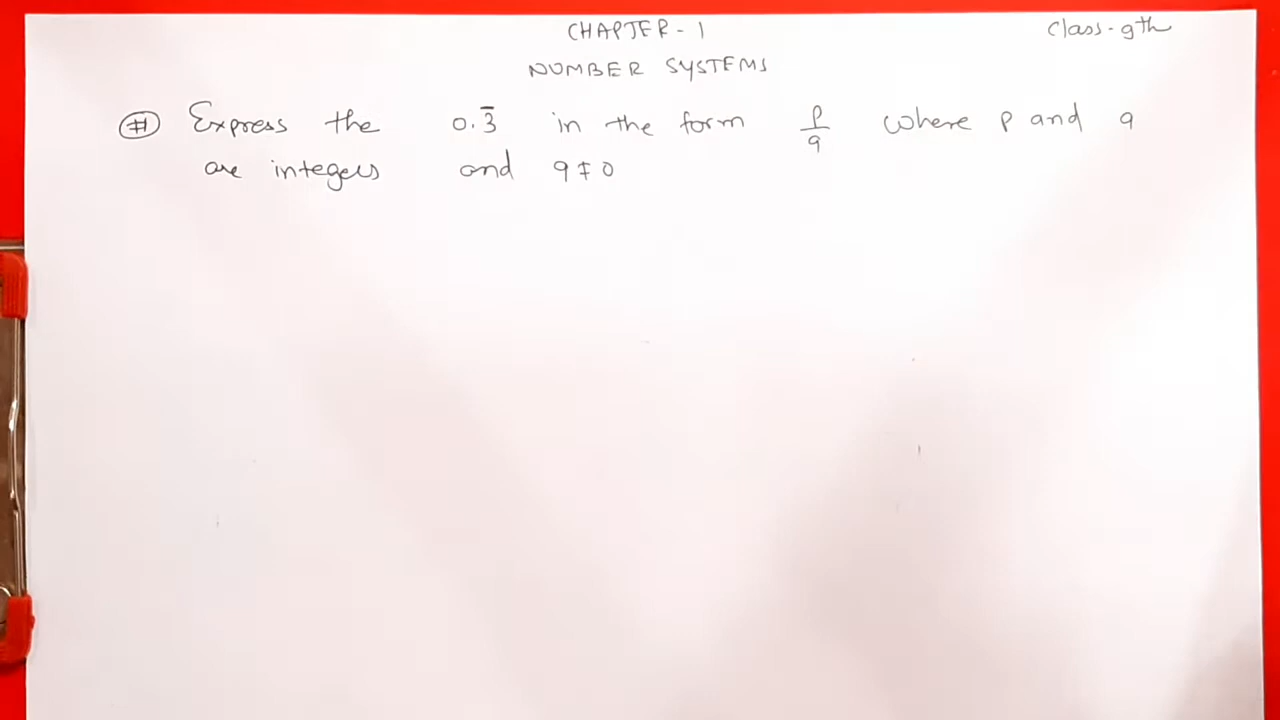 CHAPTER - 1
Class - 9th
NUMBER SYSTEMS
# Express the 0.3̅ in the form p/q where p and q
are integers and q ≠ 0